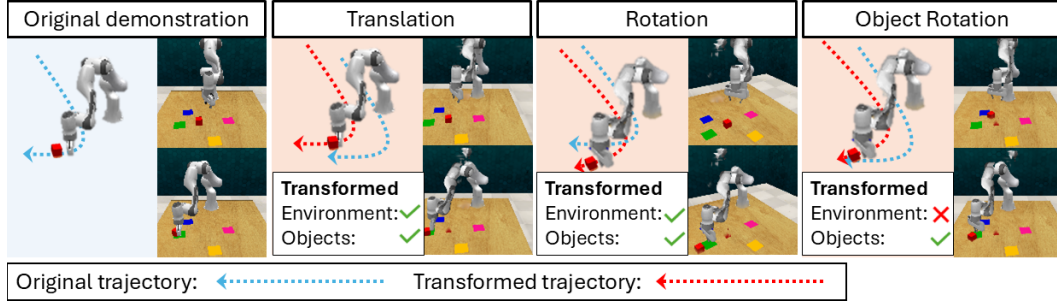 Original demonstration
Translation
Rotation
Object Rotation
Transformed
Environment:
Objects:
Transformed
Environment:
Objects:
Transformed
Environment:
Objects:
Original trajectory:
Transformed trajectory: